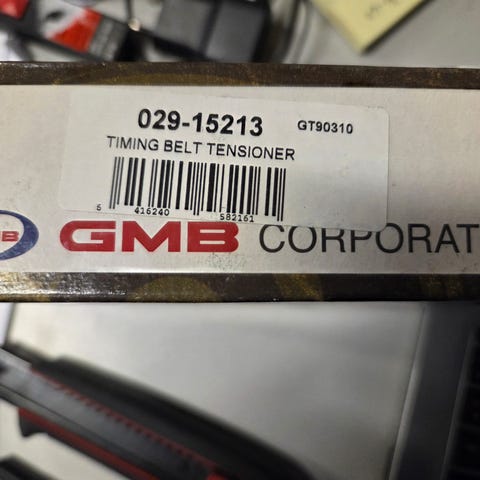 029-15213 GT90310
TIMING BELT TENSIONER
5 416240 582161
GMB CORPORAT